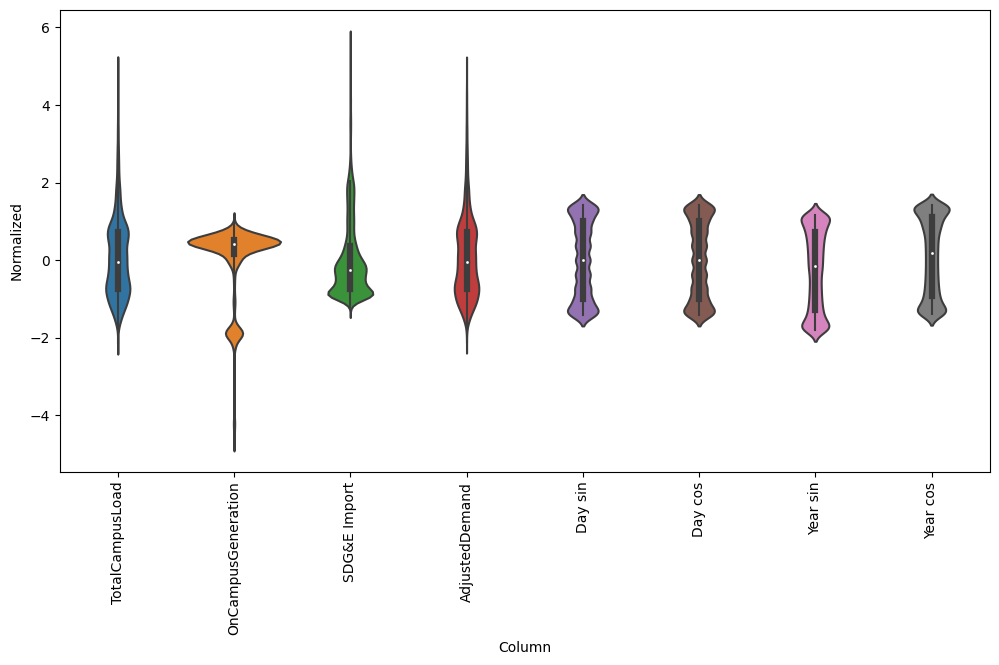 6
4
2
0
−2
−4
Normalized
TotalCampusLoad
OnCampusGeneration
SDG&E Import
AdjustedDemand
Day sin
Day cos
Year sin
Year cos
Column